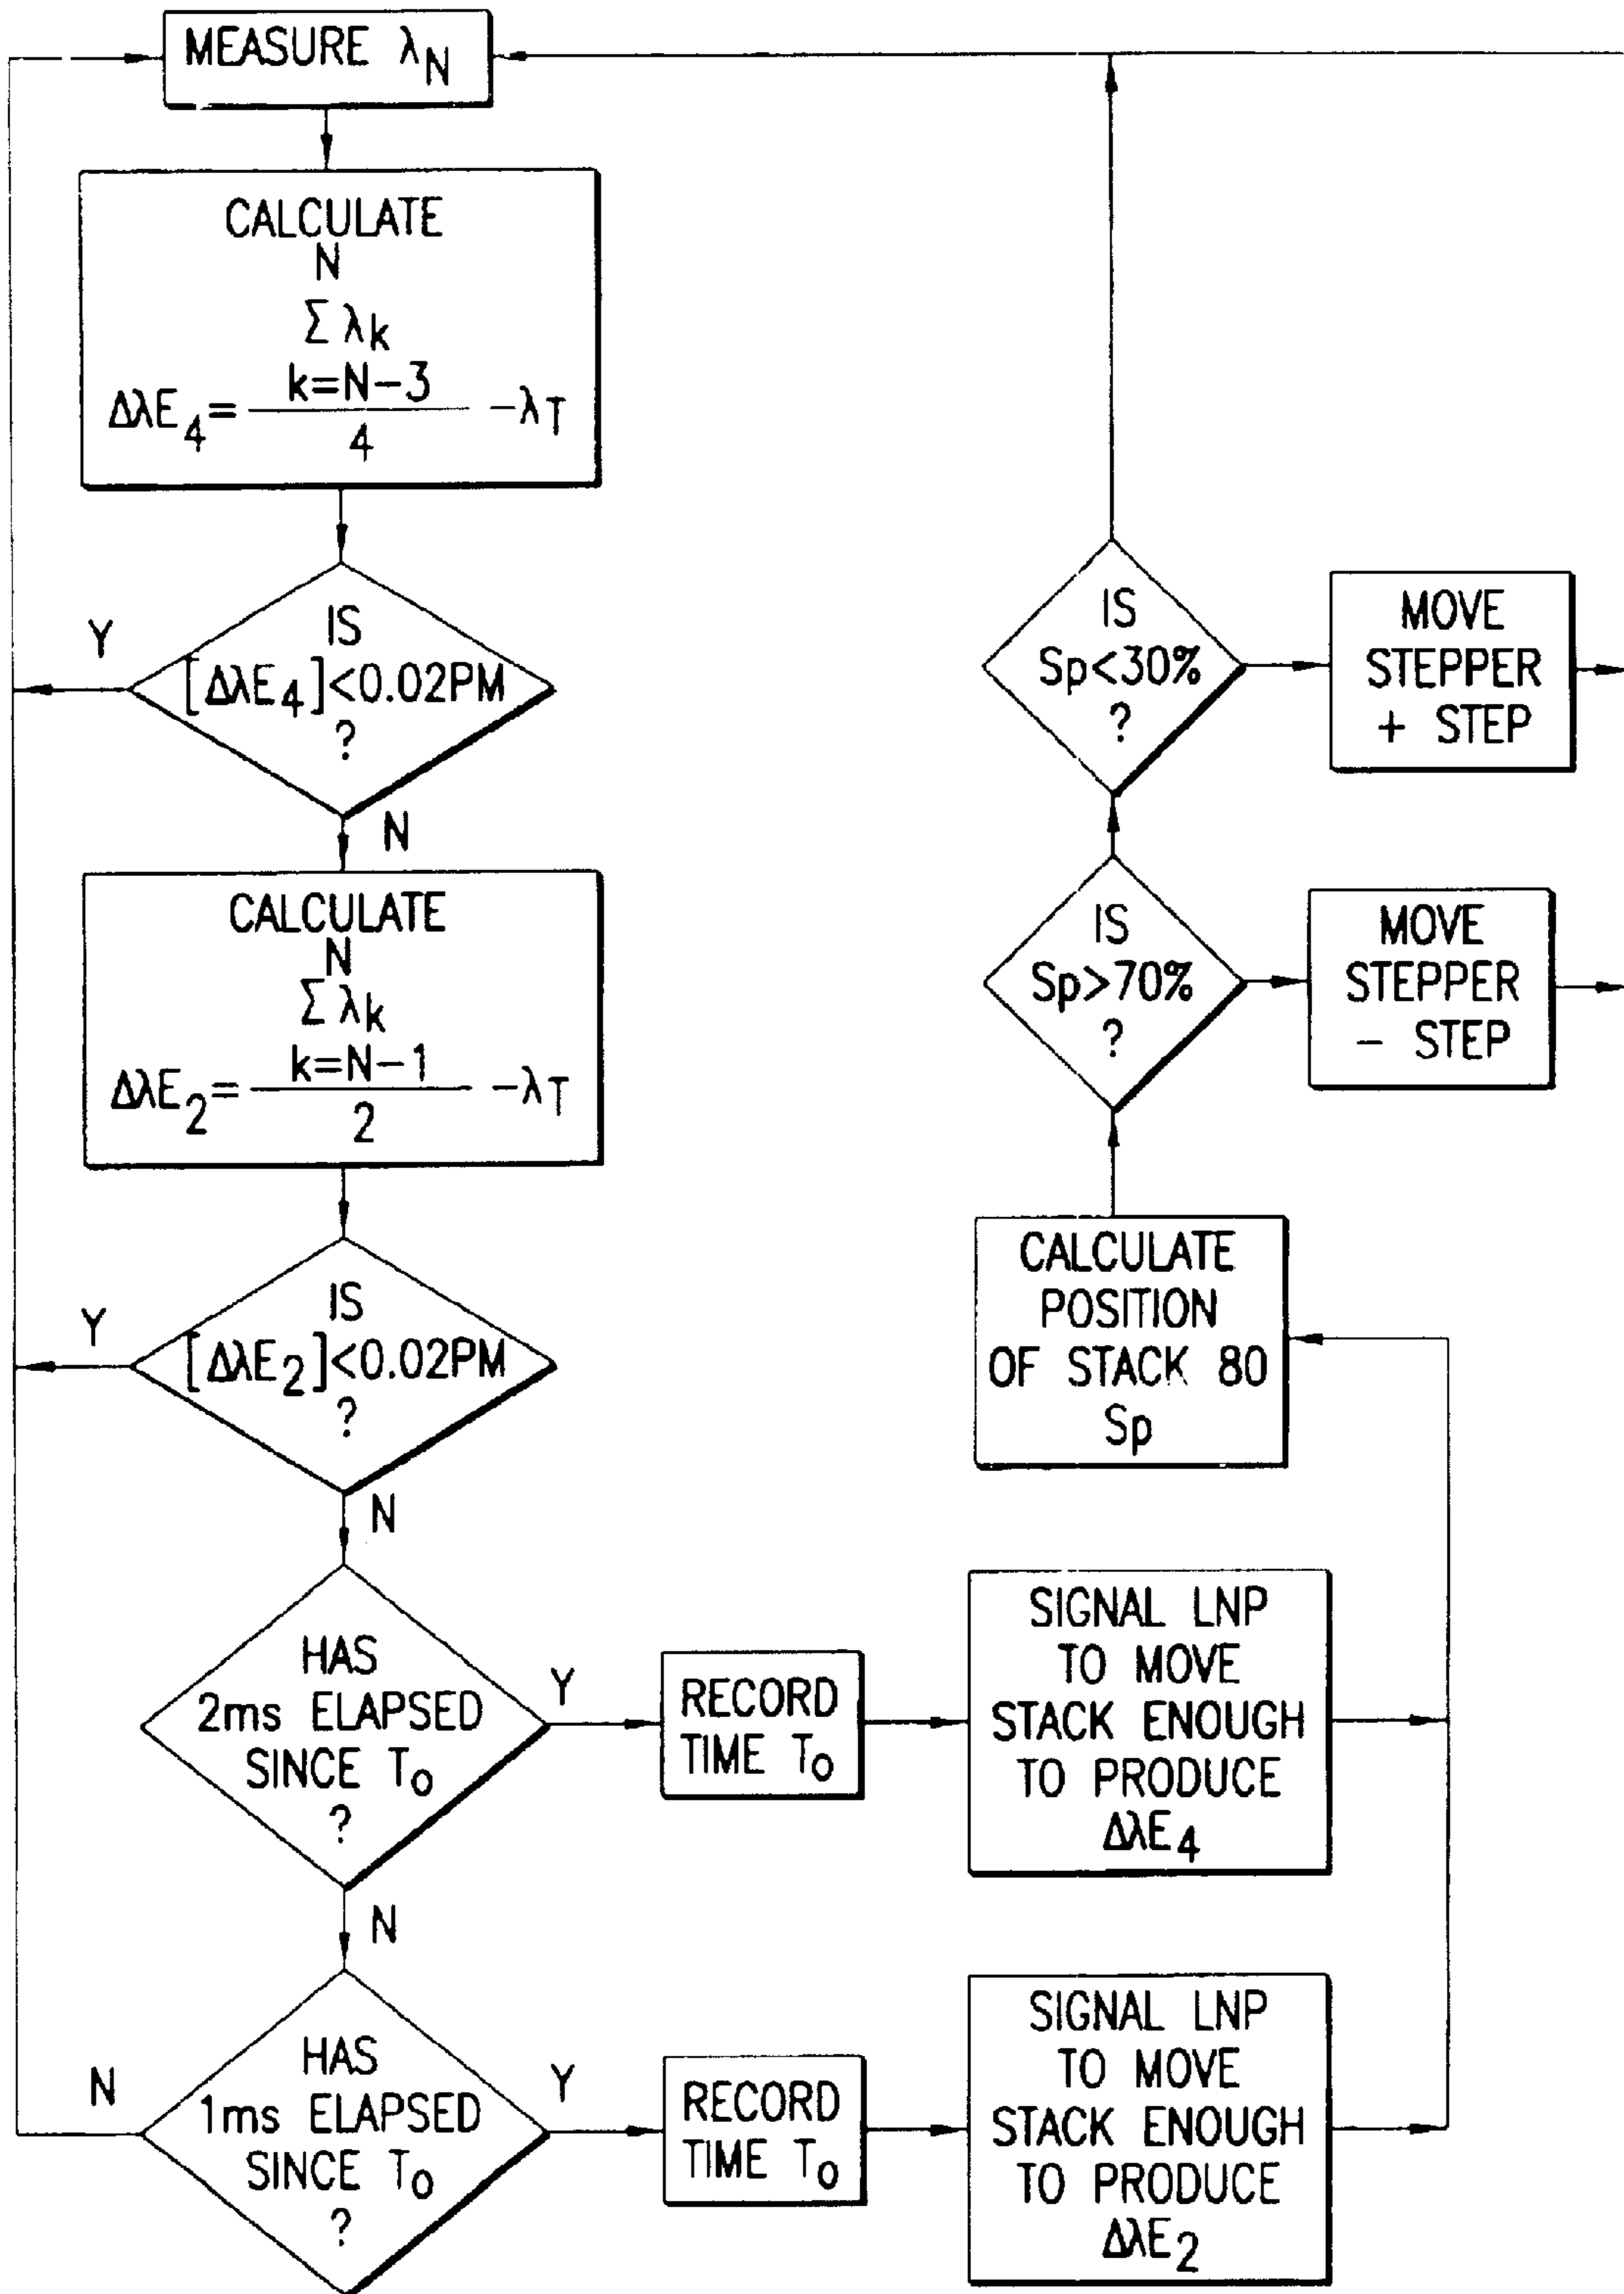 MEASURE λN
CALCULATE
N
Σ λk
k=N-3
ΔλE4= 4 -λT
Y
IS
[ΔλE4]<0.02PM
?
N
CALCULATE
N
Σ λk
k=N-1
ΔλE2= 2 -λT
Y
IS
[ΔλE2]<0.02PM
?
N
HAS
2ms ELAPSED
SINCE To
?
Y
RECORD
TIME To
SIGNAL LNP
TO MOVE
STACK ENOUGH
TO PRODUCE
ΔλE4
N
N
HAS
1ms ELAPSED
SINCE To
?
Y
RECORD
TIME To
SIGNAL LNP
TO MOVE
STACK ENOUGH
TO PRODUCE
ΔλE2
CALCULATE
POSITION
OF STACK 80
Sp
IS
Sp>70%
?
MOVE
STEPPER
- STEP
IS
Sp<30%
?
MOVE
STEPPER
+ STEP